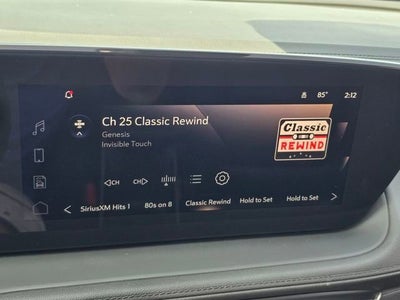 85° 2:12
Ch 25 Classic Rewind
Genesis
Invisible Touch
Classic
REWIND
CH CH
SiriusXM Hits 1 80s on 8 Classic Rewind Hold to Set Hold to Set